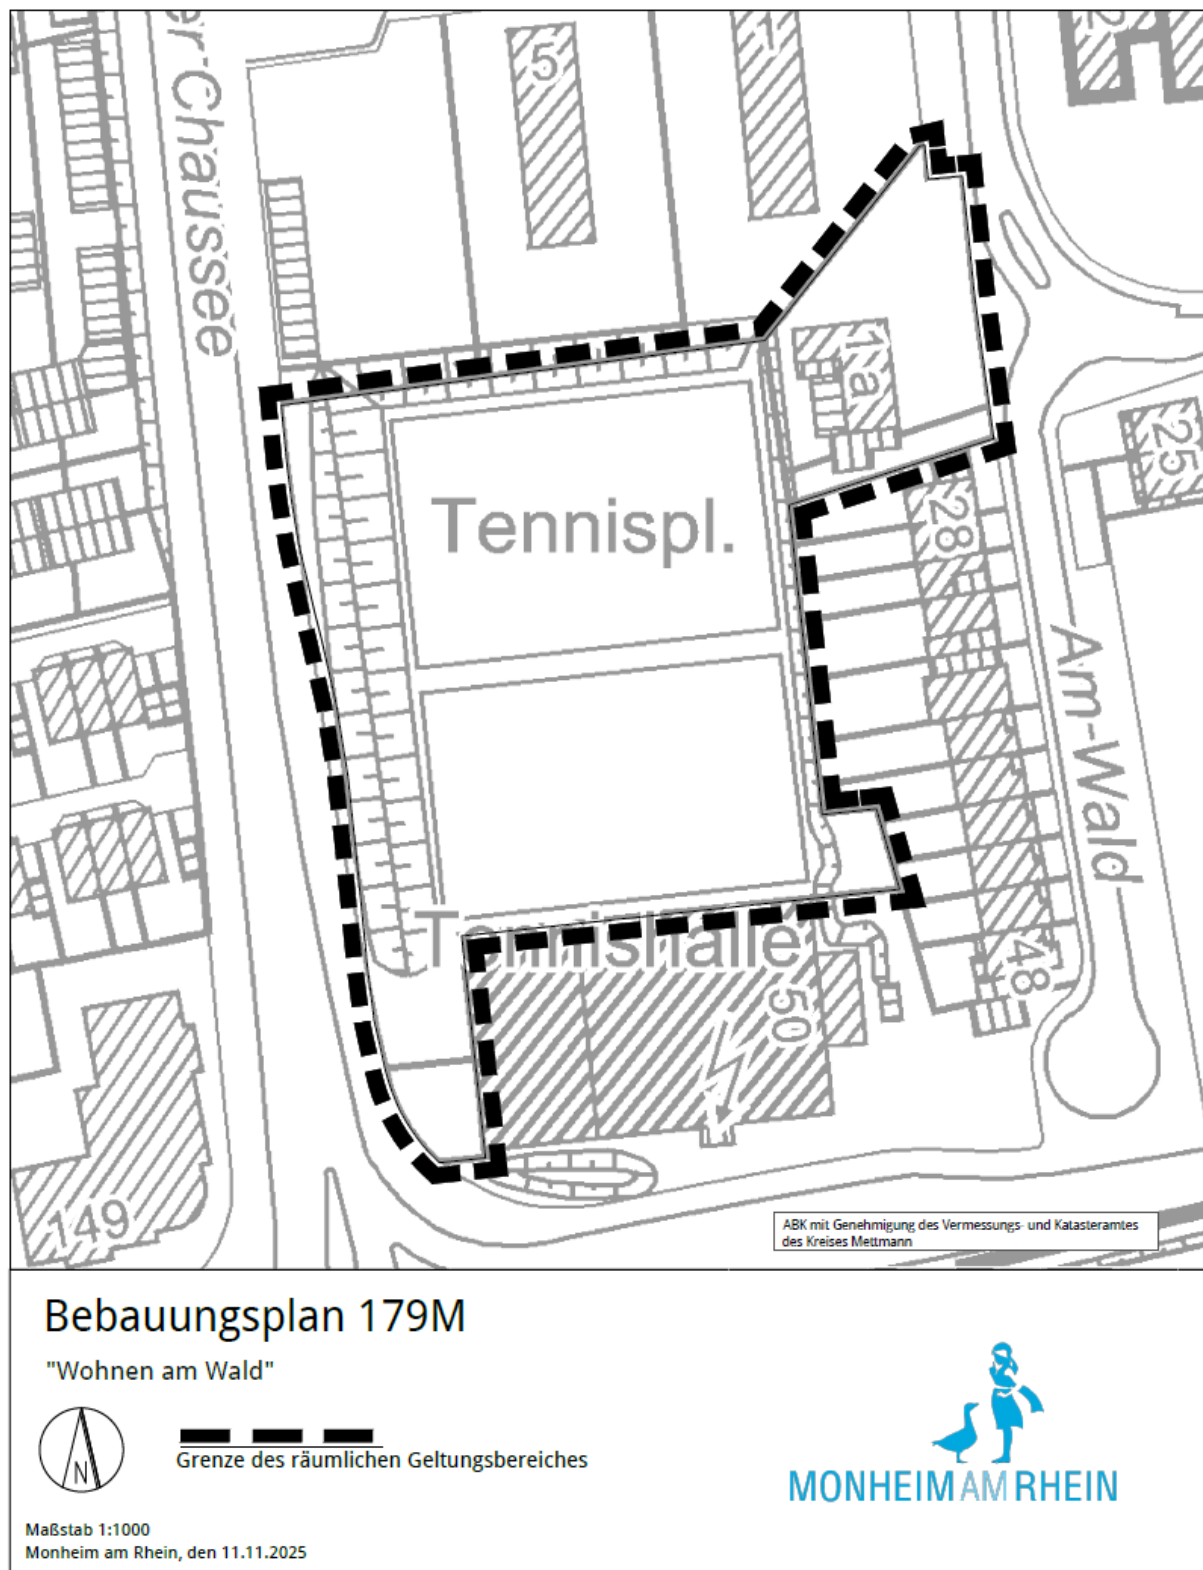 er Chaussee
5
1
2
1a
25
Tennispl.
28
Am Wald
Tennishalle
48
50
149
ABK mit Genehmigung des Vermessungs- und Katasteramtes
des Kreises Mettmann
Bebauungsplan 179M
"Wohnen am Wald"
N
Grenze des räumlichen Geltungsbereiches
MONHEIM AM RHEIN
Maßstab 1:1000
Monheim am Rhein, den 11.11.2025